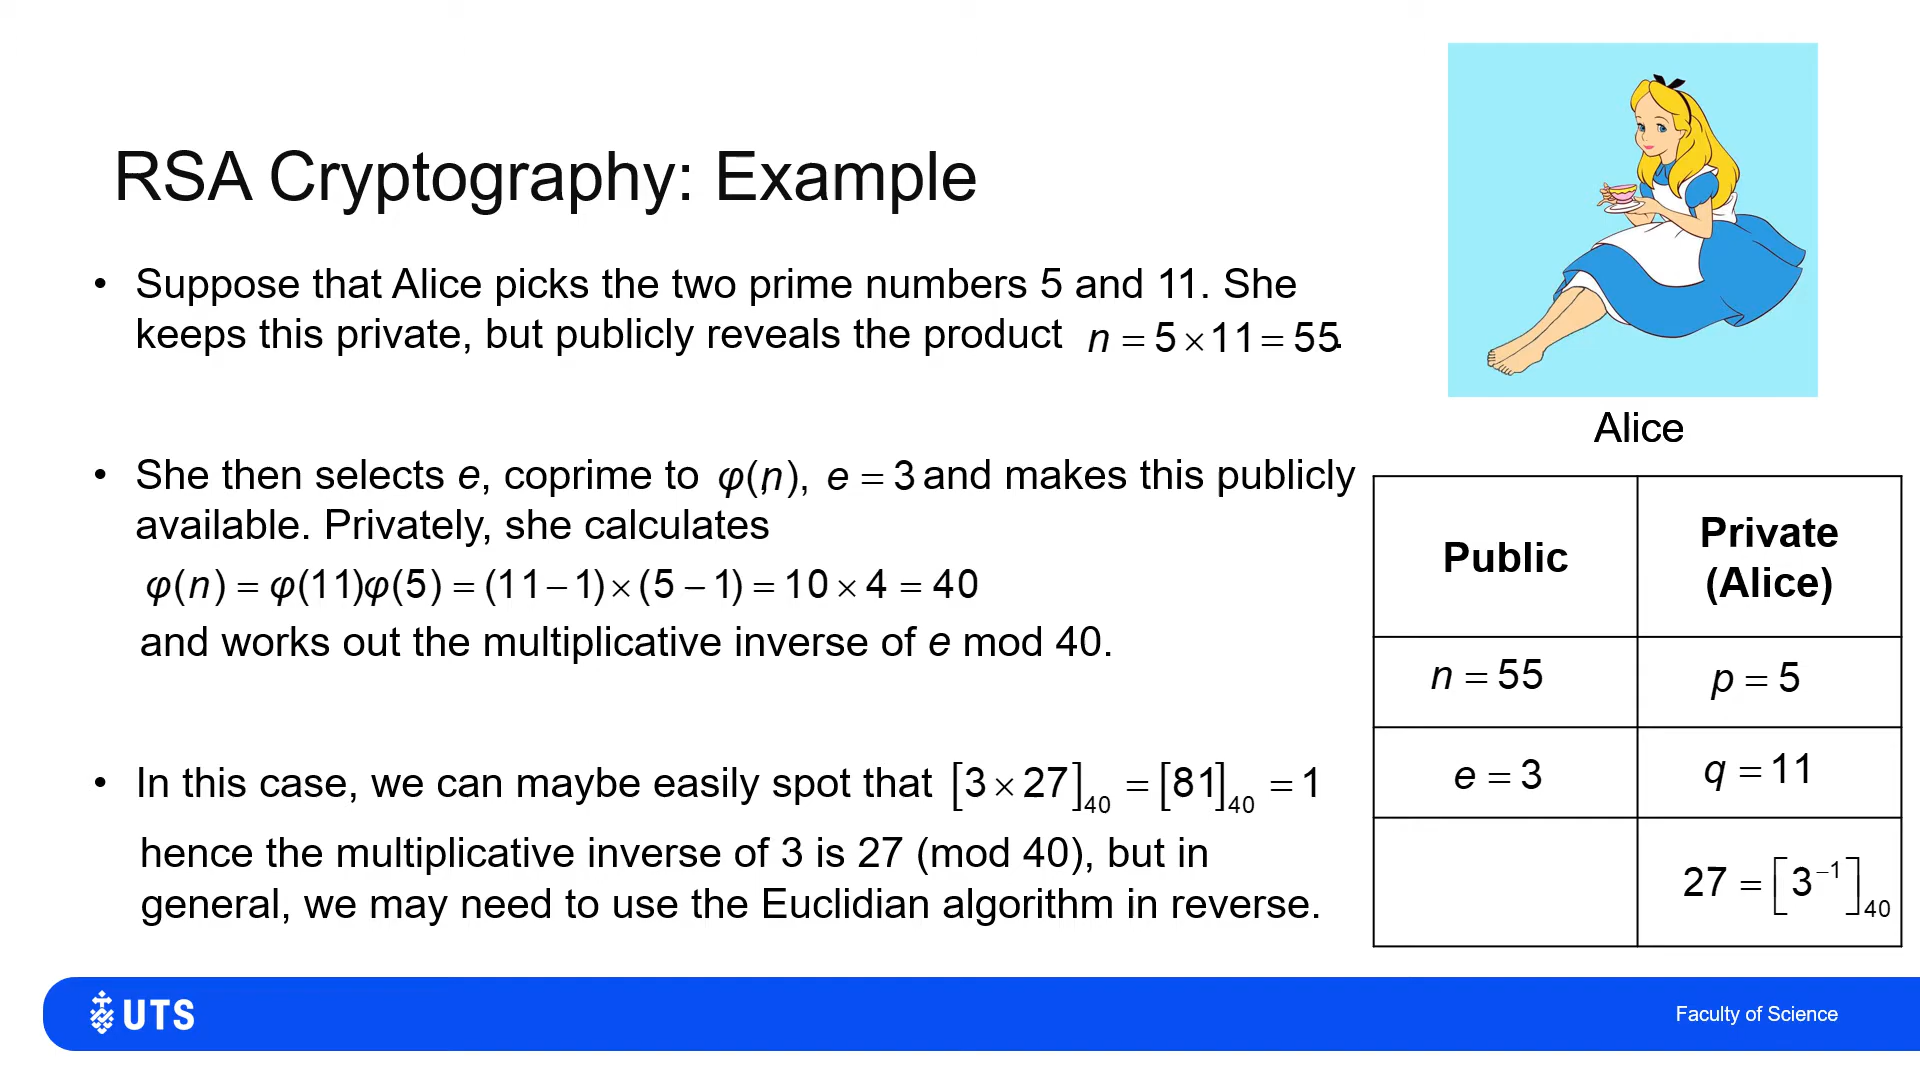 RSA Cryptography: Example
• Suppose that Alice picks the two prime numbers 5 and 11. She
keeps this private, but publicly reveals the product n = 5 × 11 = 55.
• She then selects e, coprime to φ(n), e = 3 and makes this publicly
available. Privately, she calculates
φ(n) = φ(11)φ(5) = (11 − 1) × (5 − 1) = 10 × 4 = 40
and works out the multiplicative inverse of e mod 40.
• In this case, we can maybe easily spot that [3 × 27]₄₀ = [81]₄₀ = 1
hence the multiplicative inverse of 3 is 27 (mod 40), but in
general, we may need to use the Euclidian algorithm in reverse.
Alice
Public
Private
(Alice)
n = 55
p = 5
e = 3
q = 11
27 = [3⁻¹]₄₀
UTS
Faculty of Science